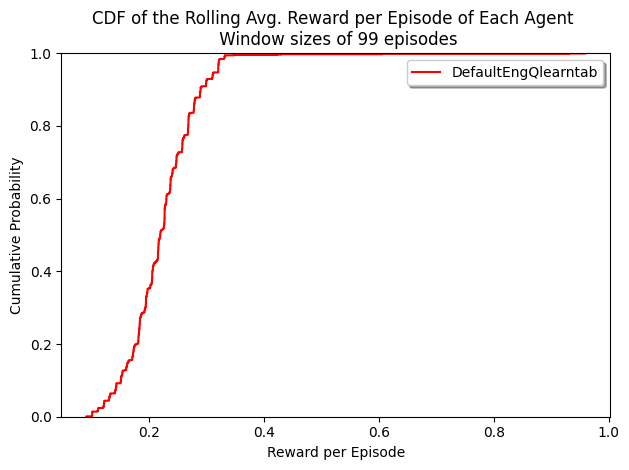 CDF of the Rolling Avg. Reward per Episode of Each Agent
Window sizes of 99 episodes
DefaultEngQlearntab
Cumulative Probability
1.0
0.8
0.6
0.4
0.2
0.0
0.2 0.4 0.6 0.8 1.0
Reward per Episode